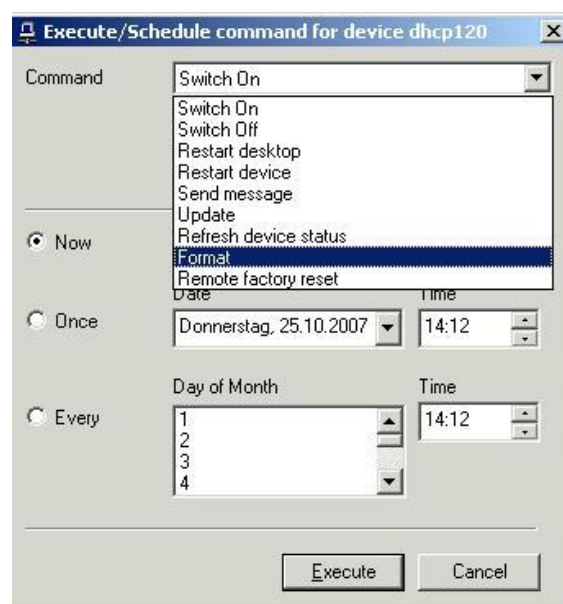 Execute/Schedule command for device dhcp120
Command
Switch On
Switch On
Switch Off
Restart desktop
Restart device
Send message
Update
Refresh device status
Format
Remote factory reset
Now
Date Time
Once Donnerstag, 25.10.2007 14:12
Day of Month Time
Every 1 14:12
2
3
4
Execute Cancel